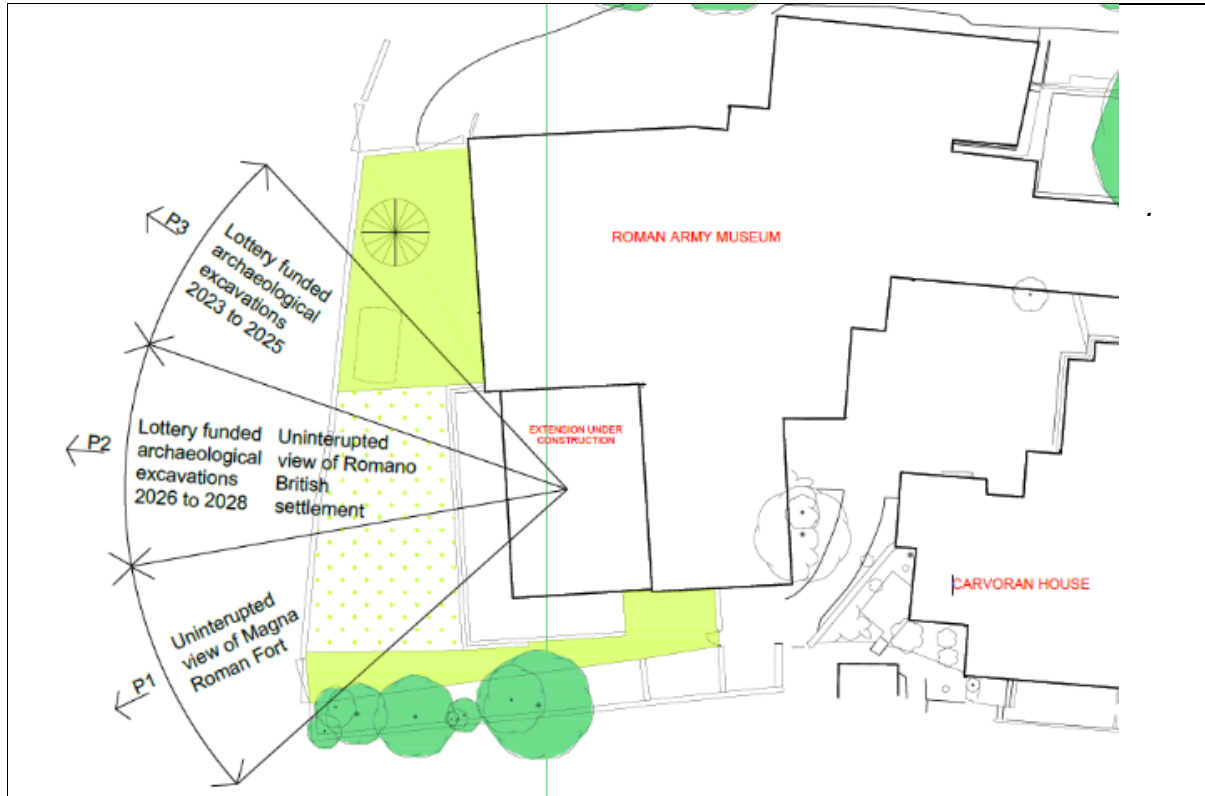 ROMAN ARMY MUSEUM
P3
Lottery funded
archaeological
excavations
2023 to 2025
EXTENSION UNDER
CONSTRUCTION
P2
Lottery funded
archaeological
excavations
2026 to 2028
Uninterupted
view of Romano
British
settlement
CARVORAN HOUSE
P1
Uninterupted
view of Magna
Roman Fort